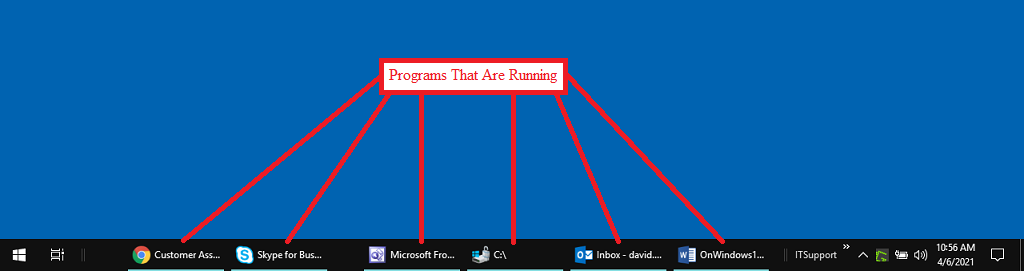 Programs That Are Running
Customer Ass...
Skype for Bus...
Microsoft Fro...
C:\
Inbox - david....
OnWindows1...
ITSupport
10:56 AM
4/6/2021